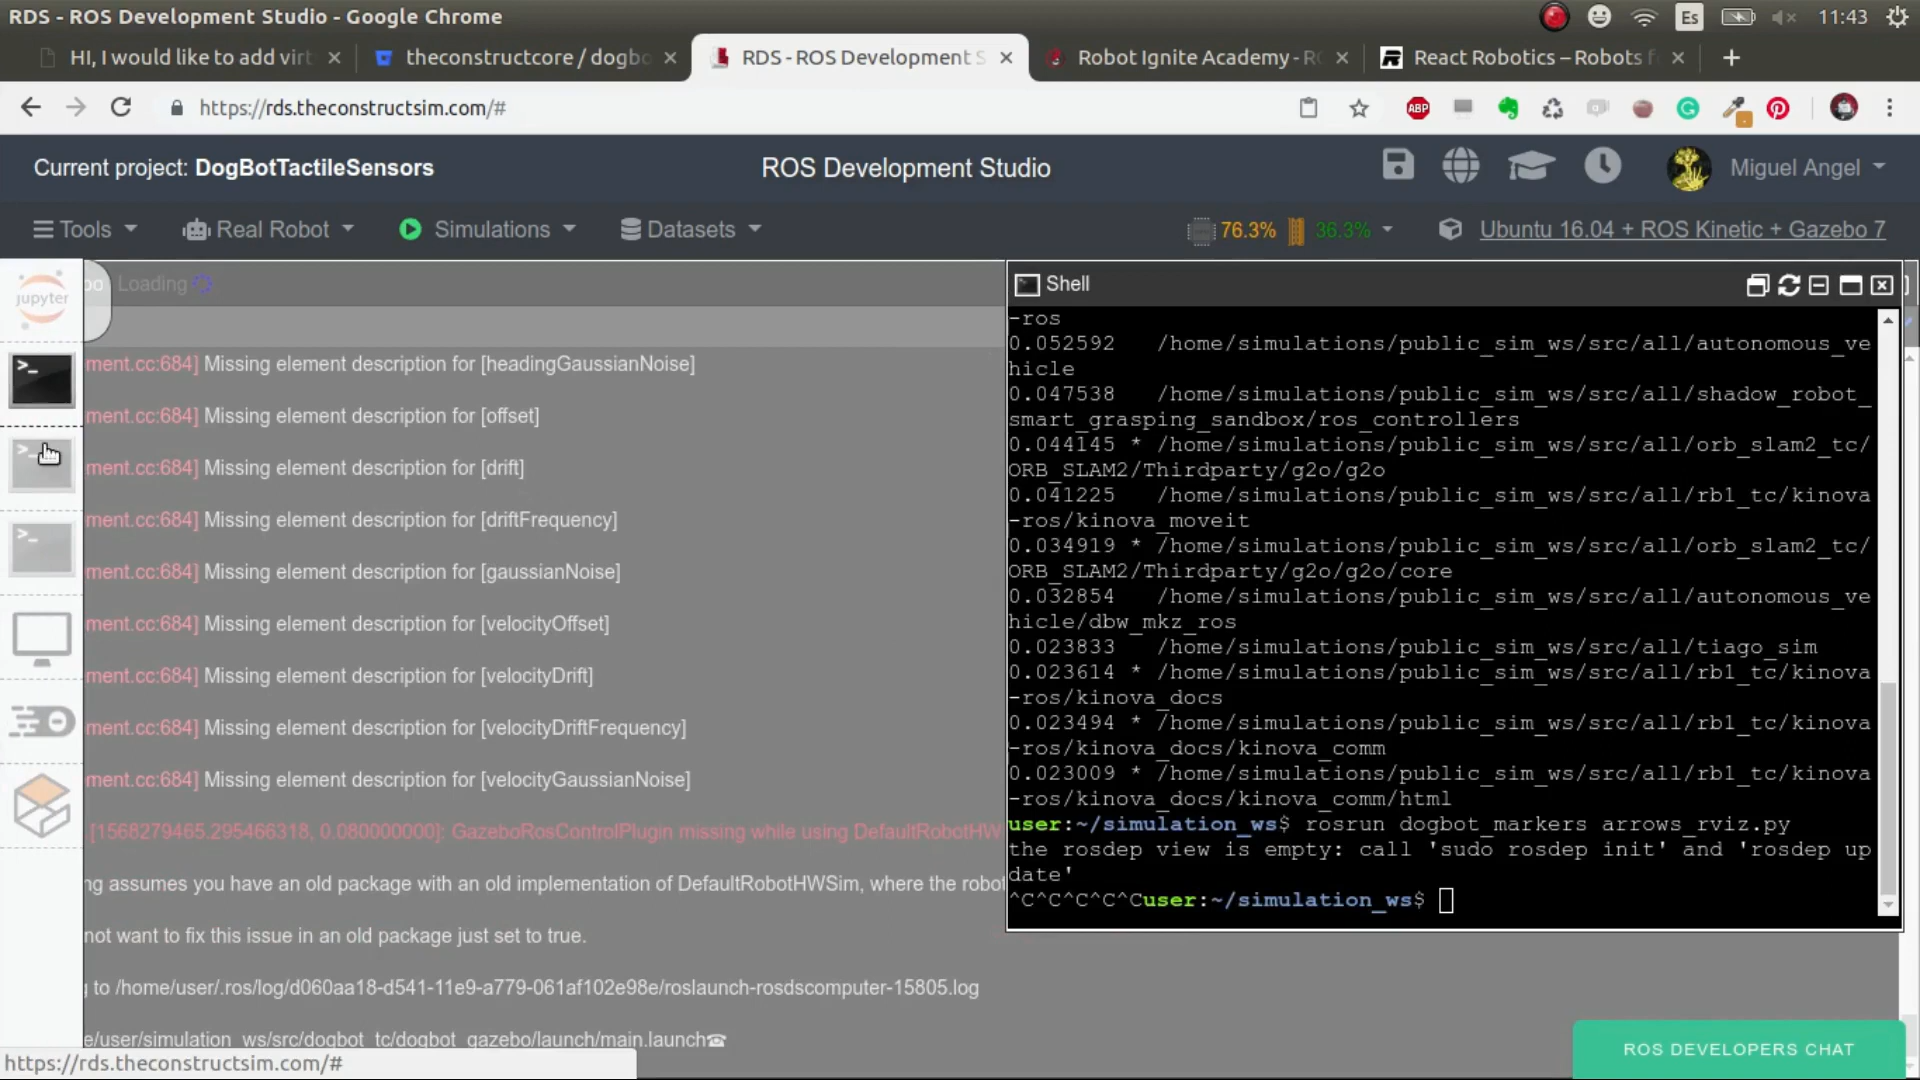 RDS - ROS Development Studio - Google Chrome
Es
11:43
HI, I would like to add virt
theconstructcore / dogbo
RDS - ROS Development S
Robot Ignite Academy - RO
React Robotics – Robots f
https://rds.theconstructsim.com/#
ABP
Current project: DogBotTactileSensors
ROS Development Studio
Miguel Angel
Tools
Real Robot
Simulations
Datasets
76.3%
36.3%
Ubuntu 16.04 + ROS Kinetic + Gazebo 7
jupyter
Loading
ment.cc:684] Missing element description for [headingGaussianNoise]
ment.cc:684] Missing element description for [offset]
ment.cc:684] Missing element description for [drift]
ment.cc:684] Missing element description for [driftFrequency]
ment.cc:684] Missing element description for [gaussianNoise]
ment.cc:684] Missing element description for [velocityOffset]
ment.cc:684] Missing element description for [velocityDrift]
ment.cc:684] Missing element description for [velocityDriftFrequency]
ment.cc:684] Missing element description for [velocityGaussianNoise]
[1568279465.295466318, 0.080000000]: GazeboRosControlPlugin missing while using DefaultRobotHW
ng assumes you have an old package with an old implementation of DefaultRobotHWSim, where the robot
not want to fix this issue in an old package just set to true.
g to /home/user/.ros/log/d060aa18-d541-11e9-a779-061af102e98e/roslaunch-rosdscomputer-15805.log
e/user/simulation_ws/src/dogbot_tc/dogbot_gazebo/launch/main.launch☎
Shell
-ros
0.052592   /home/simulations/public_sim_ws/src/all/autonomous_ve
hicle
0.047538   /home/simulations/public_sim_ws/src/all/shadow_robot_
smart_grasping_sandbox/ros_controllers
0.044145 * /home/simulations/public_sim_ws/src/all/orb_slam2_tc/
ORB_SLAM2/Thirdparty/g2o/g2o
0.041225   /home/simulations/public_sim_ws/src/all/rb1_tc/kinova
-ros/kinova_moveit
0.034919 * /home/simulations/public_sim_ws/src/all/orb_slam2_tc/
ORB_SLAM2/Thirdparty/g2o/g2o/core
0.032854   /home/simulations/public_sim_ws/src/all/autonomous_ve
hicle/dbw_mkz_ros
0.023833   /home/simulations/public_sim_ws/src/all/tiago_sim
0.023614 * /home/simulations/public_sim_ws/src/all/rb1_tc/kinova
-ros/kinova_docs
0.023494 * /home/simulations/public_sim_ws/src/all/rb1_tc/kinova
-ros/kinova_docs/kinova_comm
0.023009 * /home/simulations/public_sim_ws/src/all/rb1_tc/kinova
-ros/kinova_docs/kinova_comm/html
user:~/simulation_ws$ rosrun dogbot_markers arrows_rviz.py
the rosdep view is empty: call 'sudo rosdep init' and 'rosdep up
date'
^C^C^C^C^Cuser:~/simulation_ws$
ROS DEVELOPERS CHAT
https://rds.theconstructsim.com/#